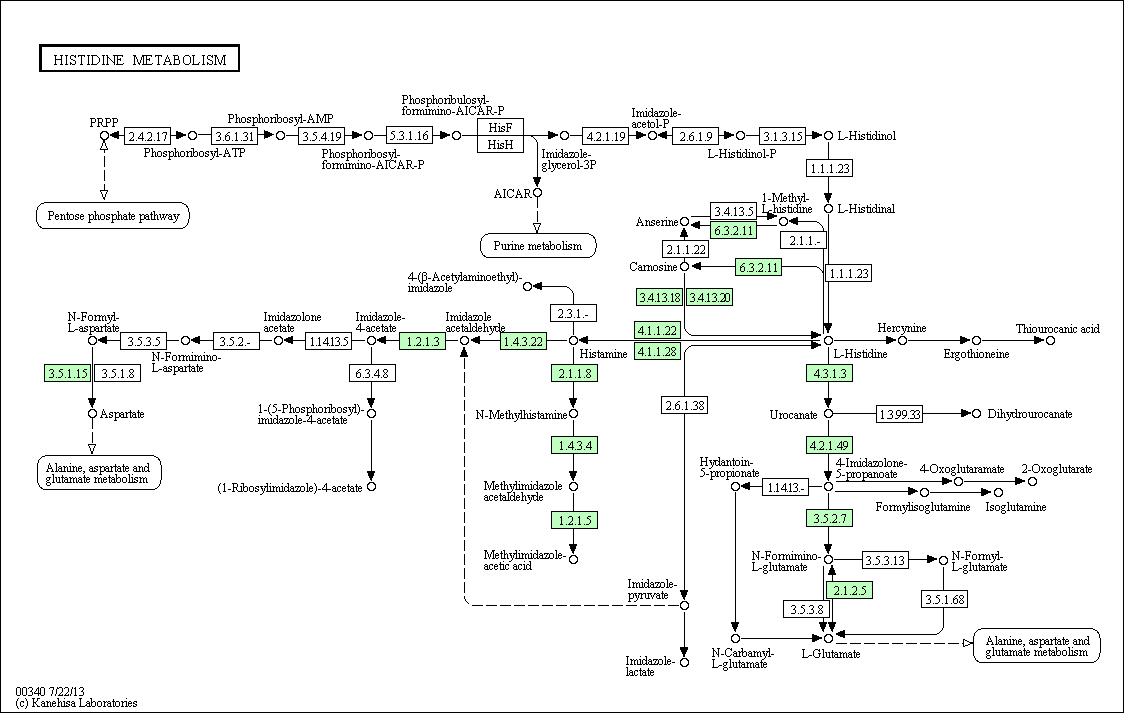 HISTIDINE METABOLISM
Phosphoribulosyl-
formimino-AICAR-P
Phosphoribosyl-AMP
Imidazole-
acetol-P
PRPP
2.4.2.17
3.6.1.31
3.5.4.19
5.3.1.16
HisF
HisH
4.2.1.19
2.6.1.9
3.1.3.15
L-Histidinol
Phosphoribosyl-ATP
Phosphoribosyl-
formimino-AICAR-P
Imidazole-
glycerol-3P
L-Histidinol-P
1.1.1.23
AICAR
Pentose phosphate pathway
Purine metabolism
1-Methyl-
L-histidine
3.4.13.5
L-Histidinal
Anserine
6.3.2.11
2.1.1.-
2.1.1.22
Carnosine
6.3.2.11
1.1.1.23
4-(β-Acetylaminoethyl)-
imidazole
3.4.13.18
3.4.13.20
2.3.1.-
N-Formyl-
L-aspartate
Imidazolone
acetate
Imidazole-
4-acetate
Imidazole
acetaldehyde
4.1.1.22
Hercynine
Thiourocanic acid
3.5.3.5
3.5.2.-
1.14.13.5
1.2.1.3
1.4.3.22
Histamine
4.1.1.28
L-Histidine
Ergothioneine
N-Formimino-
L-aspartate
3.5.1.15
3.5.1.8
6.3.4.8
2.1.1.8
4.3.1.3
2.6.1.38
Aspartate
1-(5-Phosphoribosyl)-
imidazole-4-acetate
N-Methylhistamine
Urocanate
1.3.99.33
Dihydrourocanate
1.4.3.4
4.2.1.49
Alanine, aspartate and
glutamate metabolism
Hydantoin-
5-propionate
4-Imidazolone-
5-propanoate
4-Oxoglutaramate
2-Oxoglutarate
(1-Ribosylimidazole)-4-acetate
Methylimidazole
acetaldehyde
1.14.13.-
Formylisoglutamine
Isoglutamine
1.2.1.5
3.5.2.7
Methylimidazole-
acetic acid
N-Formimino-
L-glutamate
3.5.3.13
N-Formyl-
L-glutamate
Imidazole-
pyruvate
2.1.2.5
3.5.3.8
3.5.1.68
N-Carbamyl-
L-glutamate
L-Glutamate
Alanine, aspartate and
glutamate metabolism
Imidazole-
lactate
00340 7/22/13
(c) Kanehisa Laboratories